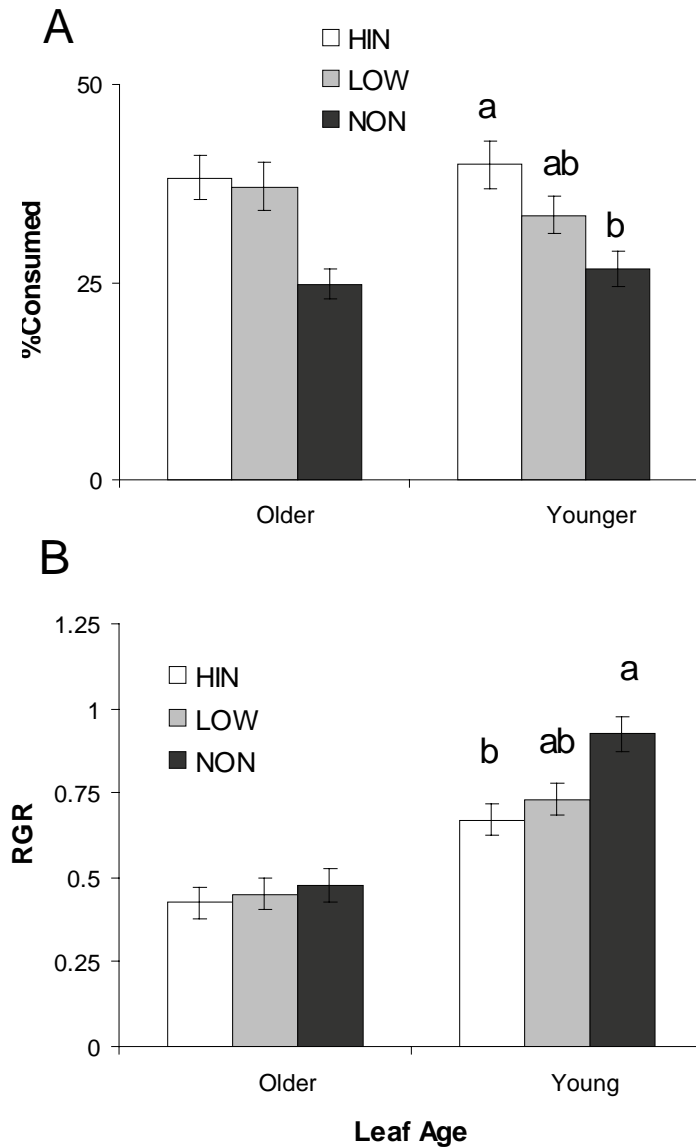 A
HIN
LOW
NON
50
25
0
%Consumed
a
ab
b
Older
Younger
B
1.25
1
0.75
0.5
0.25
0
RGR
HIN
LOW
NON
b
ab
a
Older
Young
Leaf Age